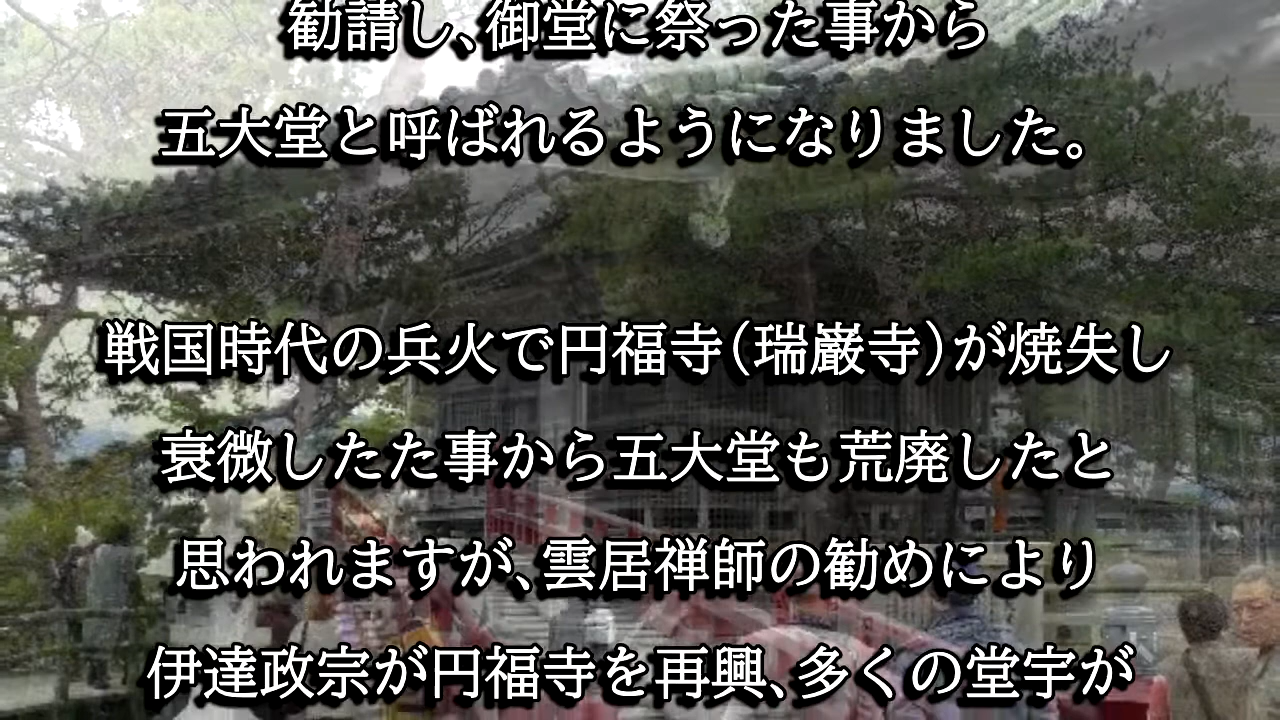 勧請し、御堂に祭った事から
五大堂と呼ばれるようになりました。
戦国時代の兵火で円福寺(瑞巌寺)が焼失し
衰微したた事から五大堂も荒廃したと
思われますが、雲居禅師の勧めにより
伊達政宗が円福寺を再興、多くの堂宇が